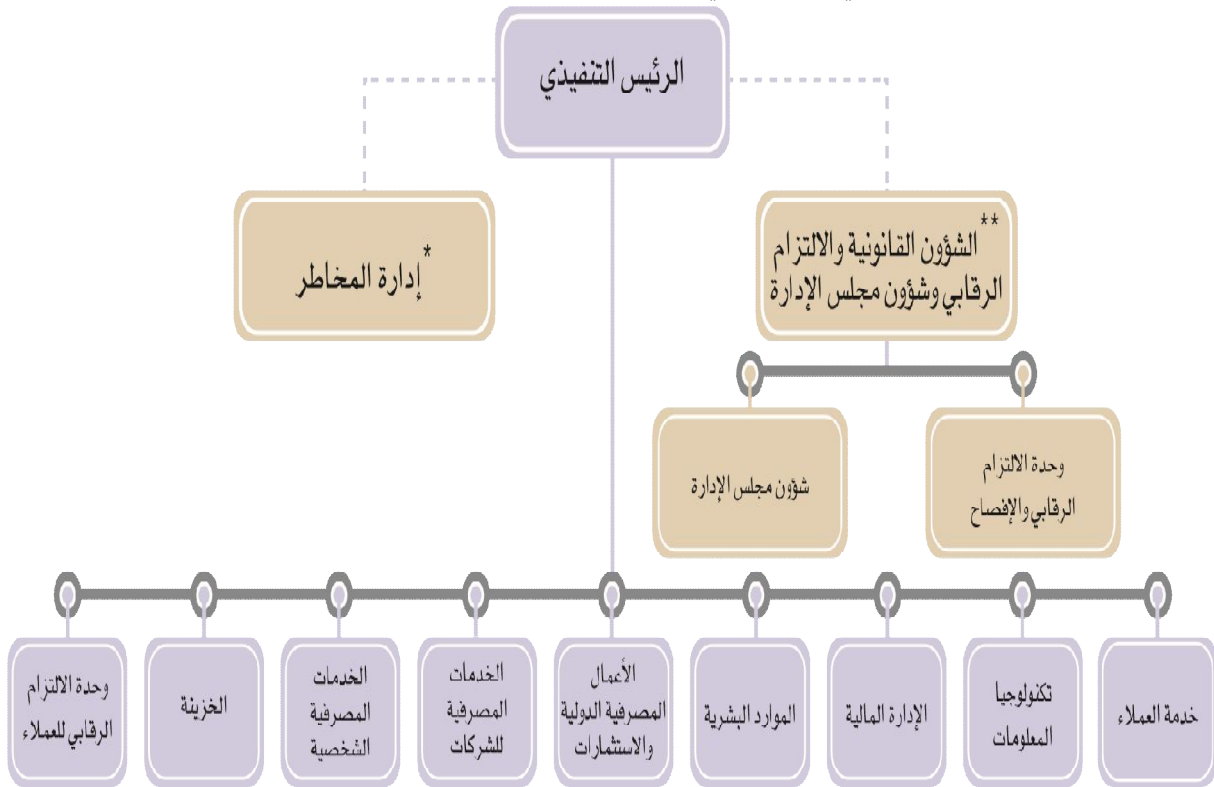 الرئيس التنفيذي
**الشؤون القانونية والالتزام
الرقابي وشؤون مجلس الإدارة
*إدارة المخاطر
وحدة الالتزام
الرقابي والإفصاح
شؤون مجلس الإدارة
خدمة العملاء
تكنولوجيا
المعلومات
الإدارة المالية
الموارد البشرية
الأعمال
المصرفية الدولية
والاستثمارات
الخدمات
المصرفية
للشركات
الخدمات
المصرفية
الشخصية
الخزينة
وحدة الالتزام
الرقابي للعملاء